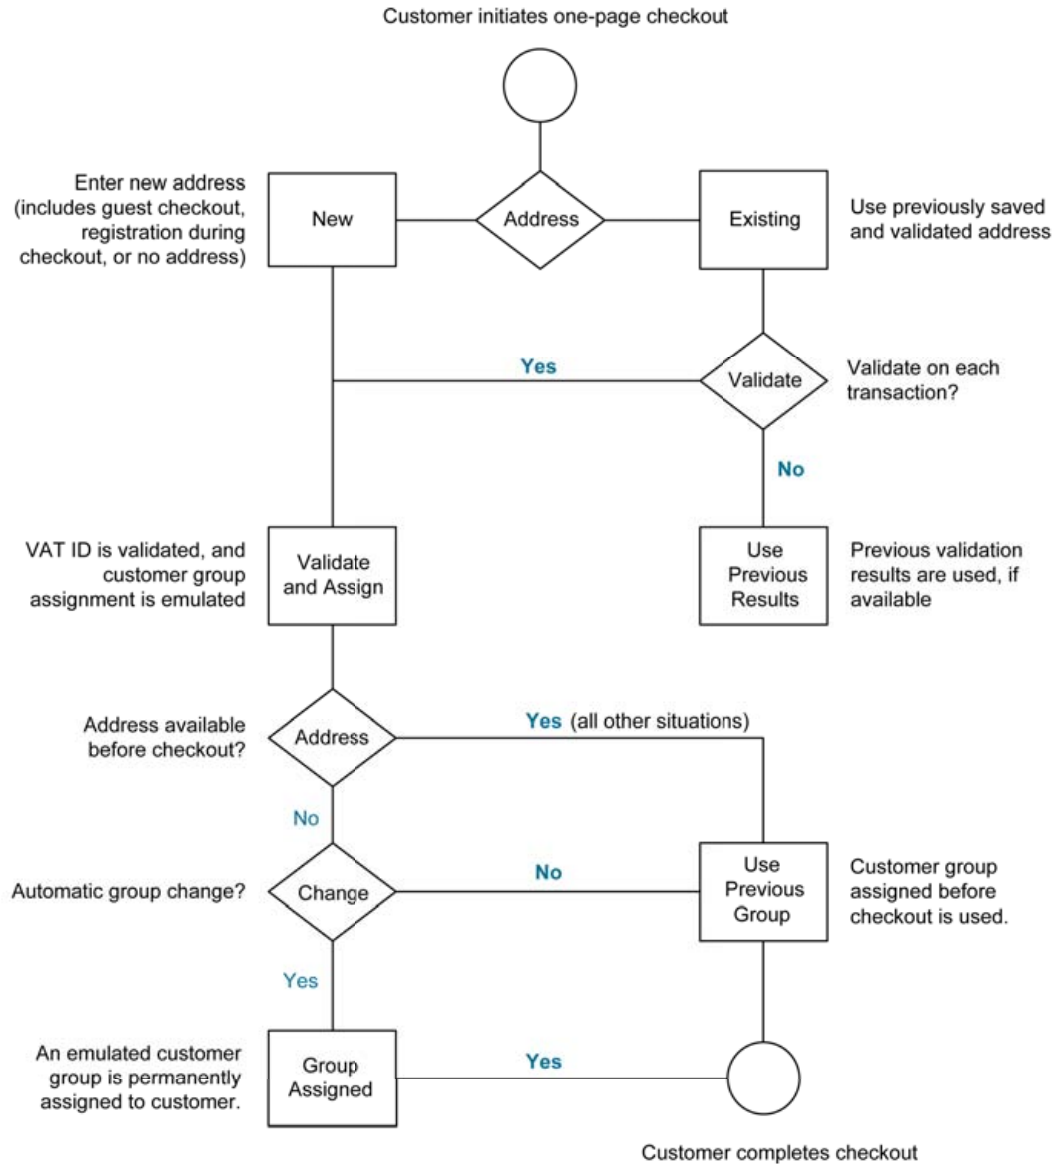 Customer initiates one-page checkout
Enter new address
(includes guest checkout,
registration during
checkout, or no address)
New
Address
Existing
Use previously saved
and validated address
Yes
Validate
Validate on each
transaction?
No
VAT ID is validated, and
customer group
assignment is emulated
Validate
and Assign
Use
Previous
Results
Previous validation
results are used, if
available
Address available
before checkout?
Address
Yes (all other situations)
No
Automatic group change?
Change
No
Use
Previous
Group
Customer group
assigned before
checkout is used.
Yes
An emulated customer
group is permanently
assigned to customer.
Group
Assigned
Yes
Customer completes checkout